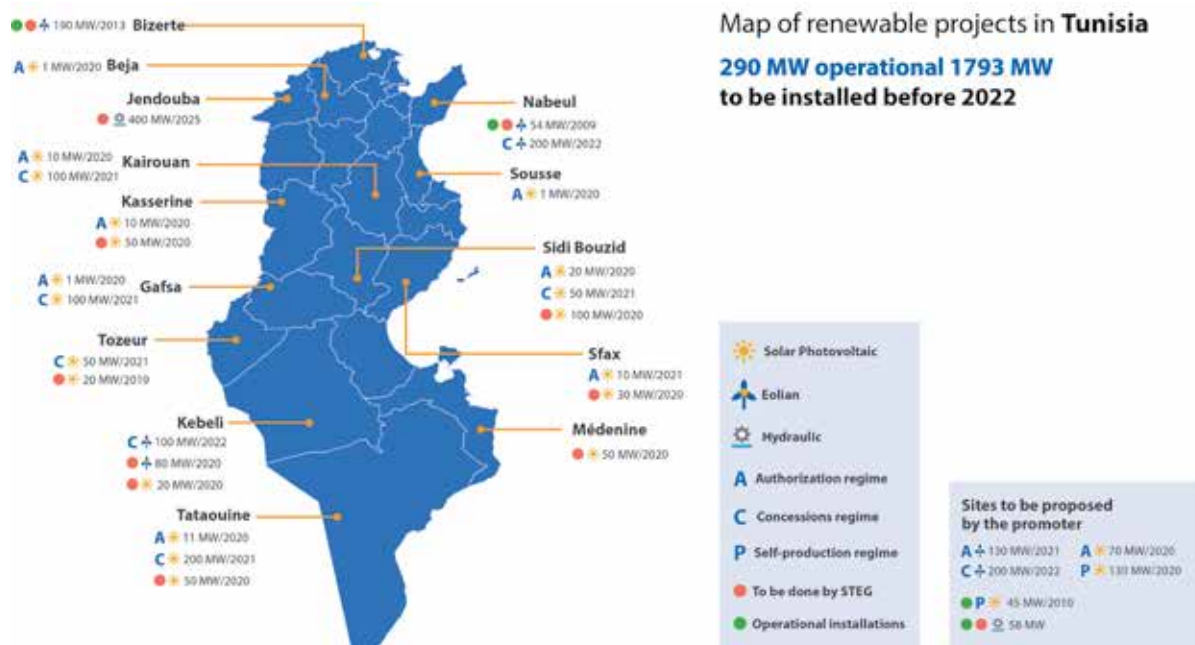 Map of renewable projects in Tunisia
290 MW operational 1793 MW
to be installed before 2022
190 MW/2013 Bizerte
A 1 MW/2020 Beja
Jendouba
400 MW/2025
A 10 MW/2020 Kairouan
C 100 MW/2021
Kasserine
A 10 MW/2020
50 MW/2020
A 1 MW/2020 Gafsa
C 100 MW/2021
Tozeur
C 50 MW/2021
20 MW/2019
Kebeli
C 100 MW/2022
80 MW/2020
20 MW/2020
Tataouine
A 11 MW/2020
C 200 MW/2021
50 MW/2020
Nabeul
54 MW/2009
C 200 MW/2022
Sousse
A 1 MW/2020
Sidi Bouzid
A 20 MW/2020
C 50 MW/2021
100 MW/2020
Sfax
A 10 MW/2021
30 MW/2020
Médenine
50 MW/2020
Solar Photovoltaic
Eolian
Hydraulic
A Authorization regime
C Concessions regime
P Self-production regime
To be done by STEG
Operational installations
Sites to be proposed
by the promoter
A 130 MW/2021 A 70 MW/2020
C 200 MW/2022 P 130 MW/2020
P 45 MW/2010
58 MW